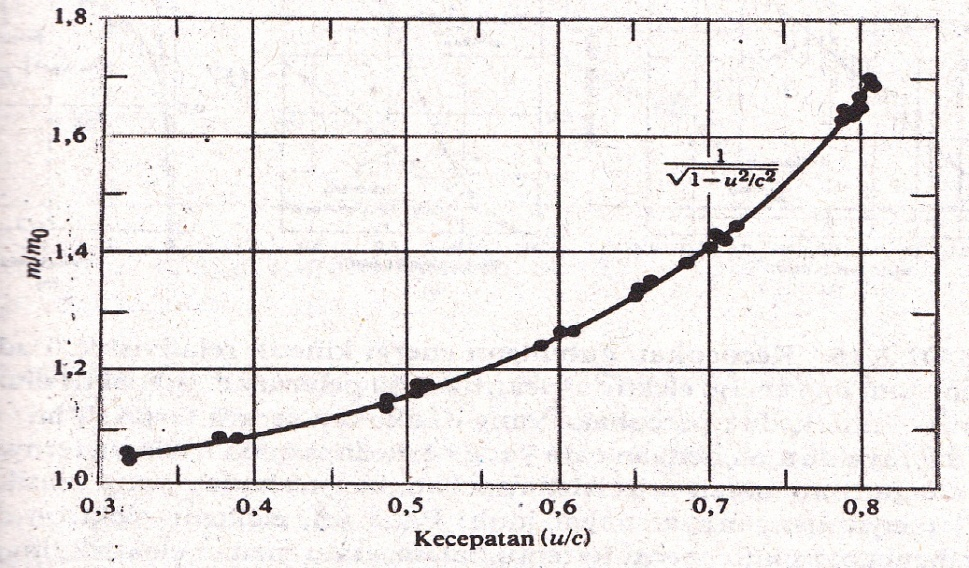 1,8
1,6
1,4
1,2
1,0
m/m₀
1
√1−u²/c²
0,3 0,4 0,5 0,6 0,7 0,8
Kecepatan (u/c)